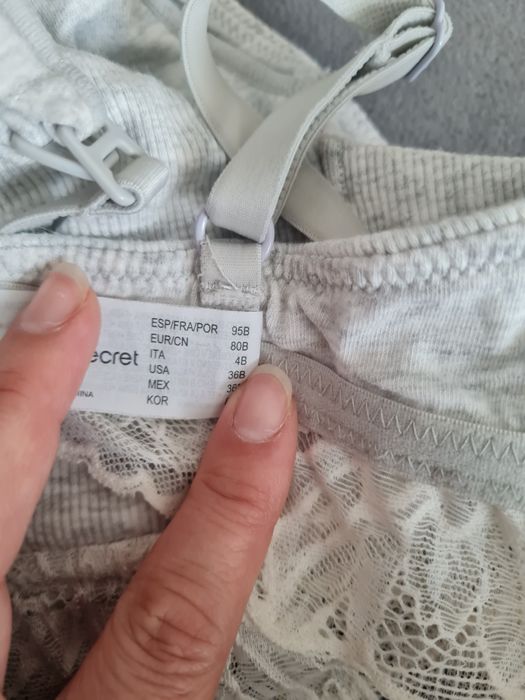 ESP/FRA/POR 95B
EUR/CN 80B
ecret ITA 4B
USA 36B
MEX 36
KOR